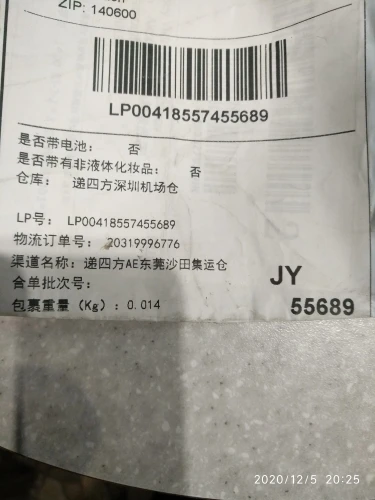 ZIP: 140600
LP00418557455689
是否带电池： 否
是否带有非液体化妆品： 否
仓库： 递四方深圳机场仓
LP号： LP00418557455689
物流订单号： 20319996776
渠道名称：递四方AE东莞沙田集运仓
合单批次号：
JY
包裹重量（Kg）：0.014
55689
2020/12/5 20:25